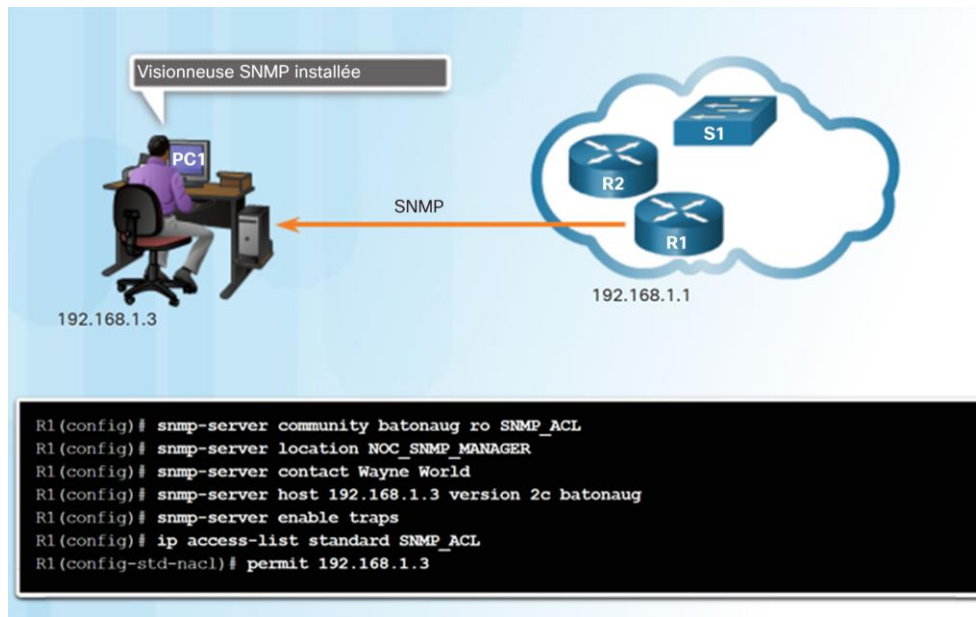 Visionneuse SNMP installée
PC1
S1
R2
SNMP
R1
192.168.1.1
192.168.1.3
R1(config)# snmp-server community batonaug ro SNMP_ACL
R1(config)# snmp-server location NOC_SNMP_MANAGER
R1(config)# snmp-server contact Wayne World
R1(config)# snmp-server host 192.168.1.3 version 2c batonaug
R1(config)# snmp-server enable traps
R1(config)# ip access-list standard SNMP_ACL
R1(config-std-nacl)# permit 192.168.1.3